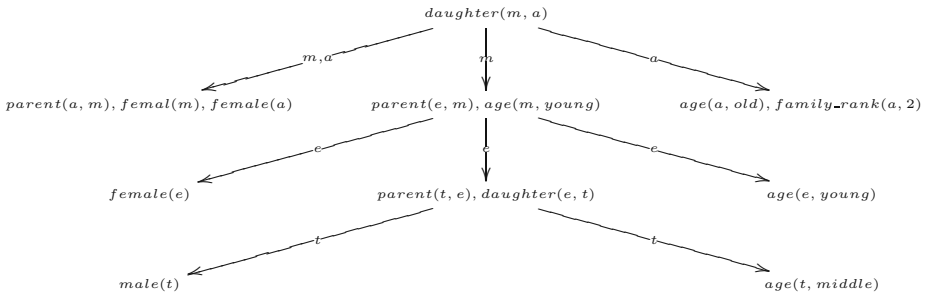 daughter(m, a)
m,a m a
parent(a, m), femal(m), female(a) parent(e, m), age(m, young) age(a, old), family_rank(a, 2)
e e e
female(e) parent(t, e), daughter(e, t) age(e, young)
t t
male(t) age(t, middle)